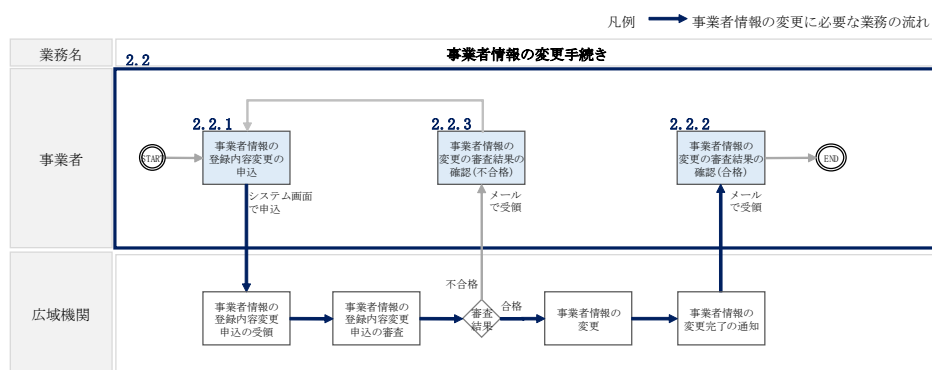 凡例 事業者情報の変更に必要な業務の流れ
業務名
2.2
事業者情報の変更手続き
事業者
START
2.2.1
事業者情報の
登録内容変更の
申込
2.2.3
事業者情報の
変更の審査結果の
確認(不合格)
2.2.2
事業者情報の
変更の審査結果の
確認(合格)
END
システム画面
で申込
メール
で受領
メール
で受領
広域機関
事業者情報の
登録内容変更
申込の受領
事業者情報の
登録内容変更
申込の審査
不合格
審査
結果
合格
事業者情報の
変更
事業者情報の
変更完了の通知